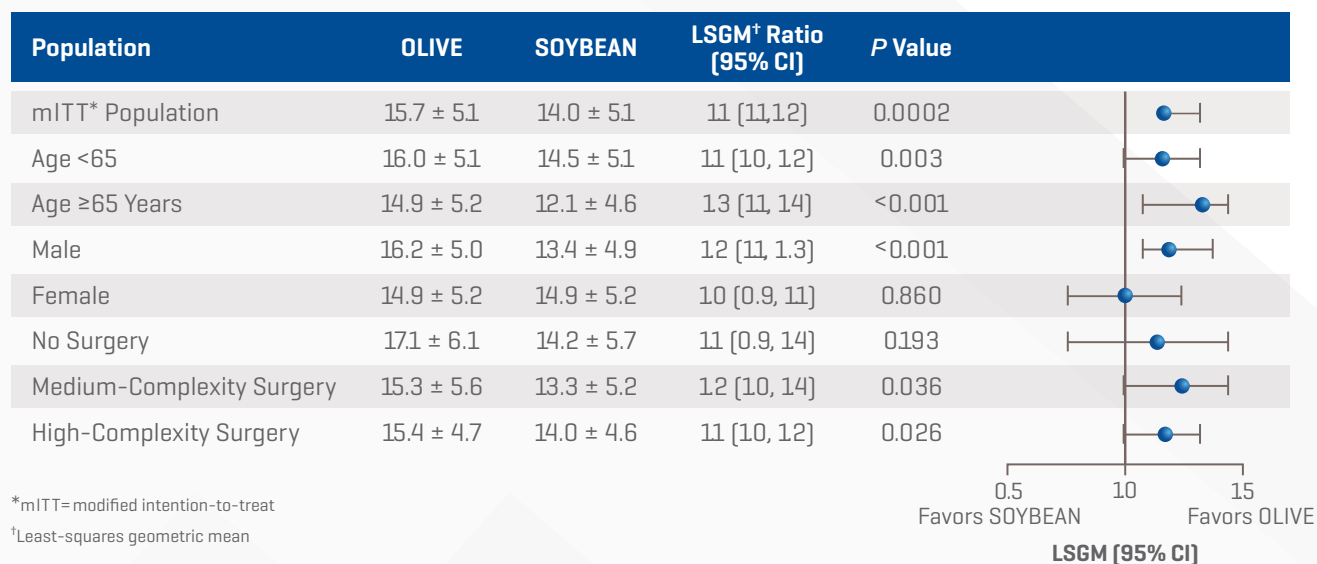 Population OLIVE SOYBEAN LSGM† Ratio (95% CI) P Value
mITT* Population 15.7 ± 5.1 14.0 ± 5.1 1.1 (1.1,1.2) 0.0002
Age <65 16.0 ± 5.1 14.5 ± 5.1 1.1 (1.0, 1.2) 0.003
Age ≥65 Years 14.9 ± 5.2 12.1 ± 4.6 1.3 (1.1, 1.4) <0.001
Male 16.2 ± 5.0 13.4 ± 4.9 1.2 (1.1, 1.3) <0.001
Female 14.9 ± 5.2 14.9 ± 5.2 1.0 (0.9, 1.1) 0.860
No Surgery 17.1 ± 6.1 14.2 ± 5.7 1.1 (0.9, 1.4) 0.193
Medium-Complexity Surgery 15.3 ± 5.6 13.3 ± 5.2 1.2 (1.0, 1.4) 0.036
High-Complexity Surgery 15.4 ± 4.7 14.0 ± 4.6 1.1 (1.0, 1.2) 0.026
0.5 1.0 1.5
Favors SOYBEAN Favors OLIVE
LSGM (95% CI)
*mITT= modified intention-to-treat
†Least-squares geometric mean